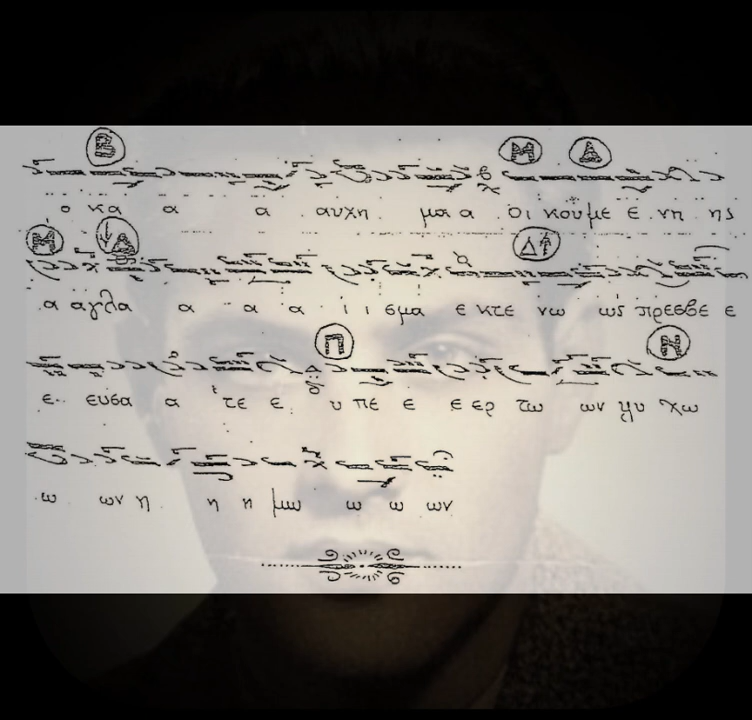 Β Μ Δ
ο κα α α αυχη μα α οι κουμε ε νη ης
Μ Δ Δ
α αγλα α α α ι ι σμα ε κτε νω ως πρεσβε ε
Π Ν
ε ευσα α τε ε υ πε ε ε ερ τω ων ψυ χω
ω ων η η η μω ω ω ων